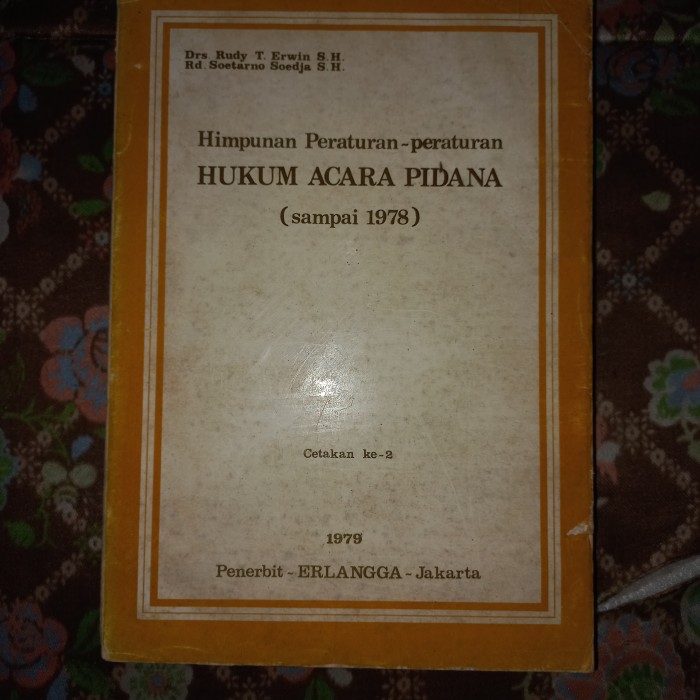 Drs. Rudy T. Erwin S.H.
Rd. Soetarno Soedja S.H.
Himpunan Peraturan-peraturan
HUKUM ACARA PIDANA
(sampai 1978)
Cetakan ke-2
1979
Penerbit - ERLANGGA - Jakarta